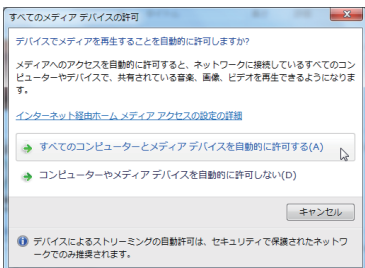 すべてのメディア デバイスの許可
デバイスでメディアを再生することを自動的に許可しますか?
メディアへのアクセスを自動的に許可すると、ネットワークに接続しているすべてのコン
ピューターやデバイスで、共有されている音楽、画像、ビデオを再生できるようになりま
す。
インターネット経由ホーム メディア アクセスの設定の詳細
すべてのコンピューターとメディア デバイスを自動的に許可する(A)
コンピューターやメディア デバイスを自動的に許可しない(D)
キャンセル
デバイスによるストリーミングの自動許可は、セキュリティで保護されたネットワ
ークでのみ推奨されます。